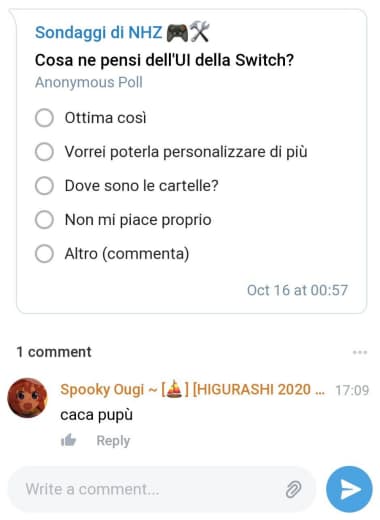 Sondaggi di NHZ 🎮🛠
Cosa ne pensi dell'UI della Switch?
Anonymous Poll
Ottima così
Vorrei poterla personalizzare di più
Dove sono le cartelle?
Non mi piace proprio
Altro (commenta)
Oct 16 at 00:57
1 comment
Spooky Ougi ~ [⛵] [HIGURASHI 2020 ... 17:09
caca pupù
Reply
Write a comment...